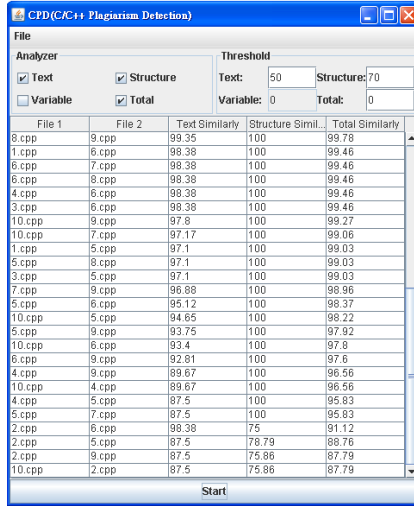 CPD(C/C++ Plagiarism Detection)
File
Analyzer Threshold
Text Structure Text: 50 Structure: 70
Variable Total Variable: 0 Total: 0
File 1 File 2 Text Similarly Structure Simil... Total Similarly
8.cpp 9.cpp 99.35 100 99.78
1.cpp 6.cpp 98.38 100 99.46
6.cpp 7.cpp 98.38 100 99.46
6.cpp 8.cpp 98.38 100 99.46
4.cpp 6.cpp 98.38 100 99.46
3.cpp 6.cpp 98.38 100 99.46
10.cpp 9.cpp 97.8 100 99.27
10.cpp 7.cpp 97.17 100 99.06
1.cpp 5.cpp 97.1 100 99.03
5.cpp 8.cpp 97.1 100 99.03
3.cpp 5.cpp 97.1 100 99.03
7.cpp 9.cpp 96.88 100 98.96
5.cpp 6.cpp 95.12 100 98.37
10.cpp 5.cpp 94.65 100 98.22
5.cpp 9.cpp 93.75 100 97.92
10.cpp 6.cpp 93.4 100 97.8
6.cpp 9.cpp 92.81 100 97.6
4.cpp 9.cpp 89.67 100 96.56
10.cpp 4.cpp 89.67 100 96.56
4.cpp 5.cpp 87.5 100 95.83
5.cpp 7.cpp 87.5 100 95.83
2.cpp 6.cpp 98.38 75 91.12
2.cpp 5.cpp 87.5 78.79 88.76
2.cpp 9.cpp 87.5 75.86 87.79
10.cpp 2.cpp 87.5 75.86 87.79
Start